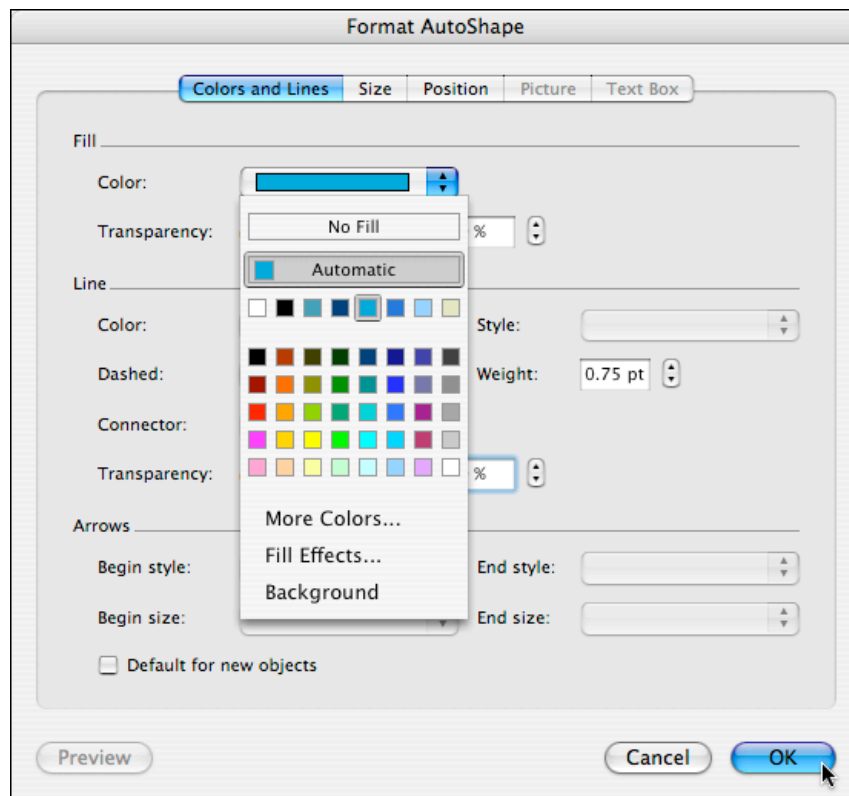 Format AutoShape
Colors and Lines Size Position Picture Text Box
Fill
Color:
No Fill
Transparency: %
Automatic
Line
Color: Style:
Dashed: Weight: 0.75 pt
Connector:
Transparency: %
More Colors...
Arrows
Fill Effects...
Begin style: End style:
Background
Begin size: End size:
Default for new objects
Preview Cancel OK